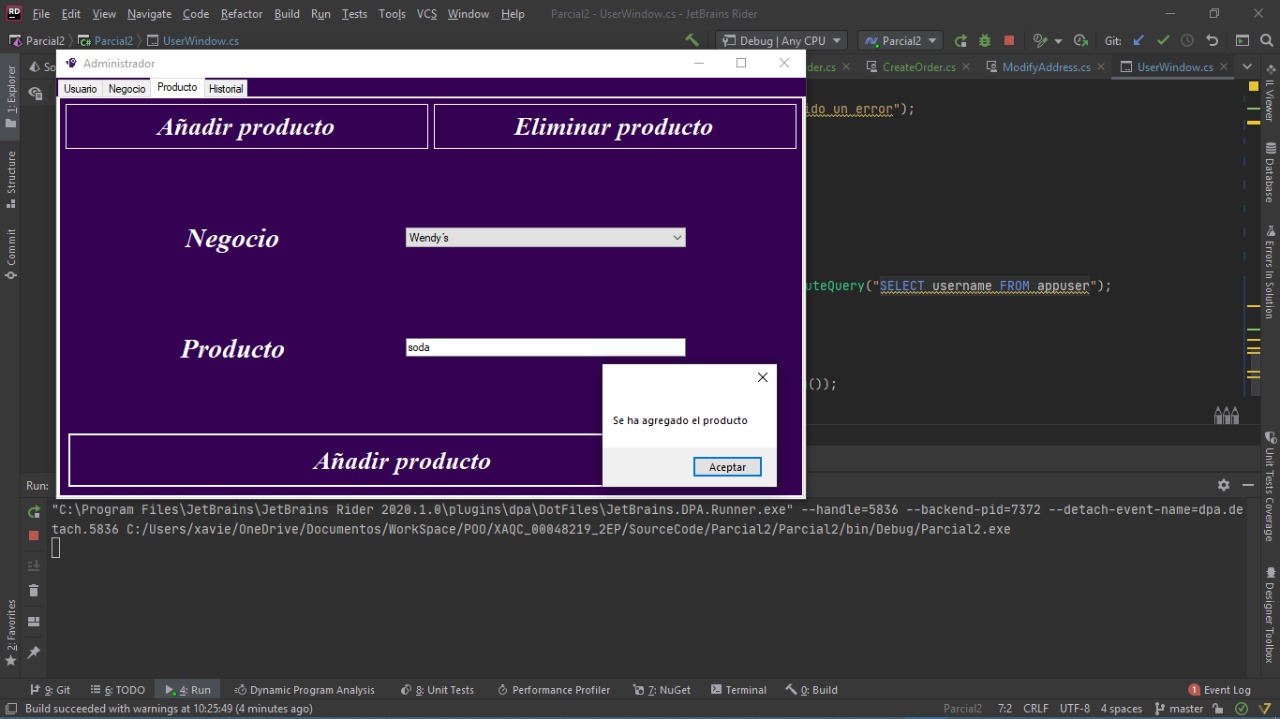 RD File Edit View Navigate Code Refactor Build Run Tests Tools VCS Window Help Parcial2 - UserWindow.cs - JetBrains Rider
Parcial2 Parcial2 UserWindow.cs Debug | Any CPU Parcial2 Git:
Administrador
So
der.cs CreateOrder.cs ModifyAddress.cs UserWindow.cs
Usuario Negocio Producto Historial
Añadir producto Eliminar producto
ido un error");
Negocio Wendy´s
uteQuery("SELECT username FROM appuser");
Producto soda
());
Se ha agregado el producto
Aceptar
Añadir producto
1: Explorer
Structure
Commit
2: Favorites
IL Viewer
Database
Errors In Solution
Unit Tests Coverage
Designer Toolbox
Run:
"C:\Program Files\JetBrains\JetBrains Rider 2020.1.0\plugins\dpa\DotFiles\JetBrains.DPA.Runner.exe" --handle=5836 --backend-pid=7372 --detach-event-name=dpa.de
tach.5836 C:/Users/xavie/OneDrive/Documentos/WorkSpace/POO/XAQC_00048219_2EP/SourceCode/Parcial2/Parcial2/bin/Debug/Parcial2.exe
9: Git 6: TODO 4: Run Dynamic Program Analysis 8: Unit Tests Performance Profiler 7: NuGet Terminal 0: Build 1 Event Log
Build succeeded with warnings at 10:25:49 (4 minutes ago) Parcial2 7:2 CRLF UTF-8 4 spaces master